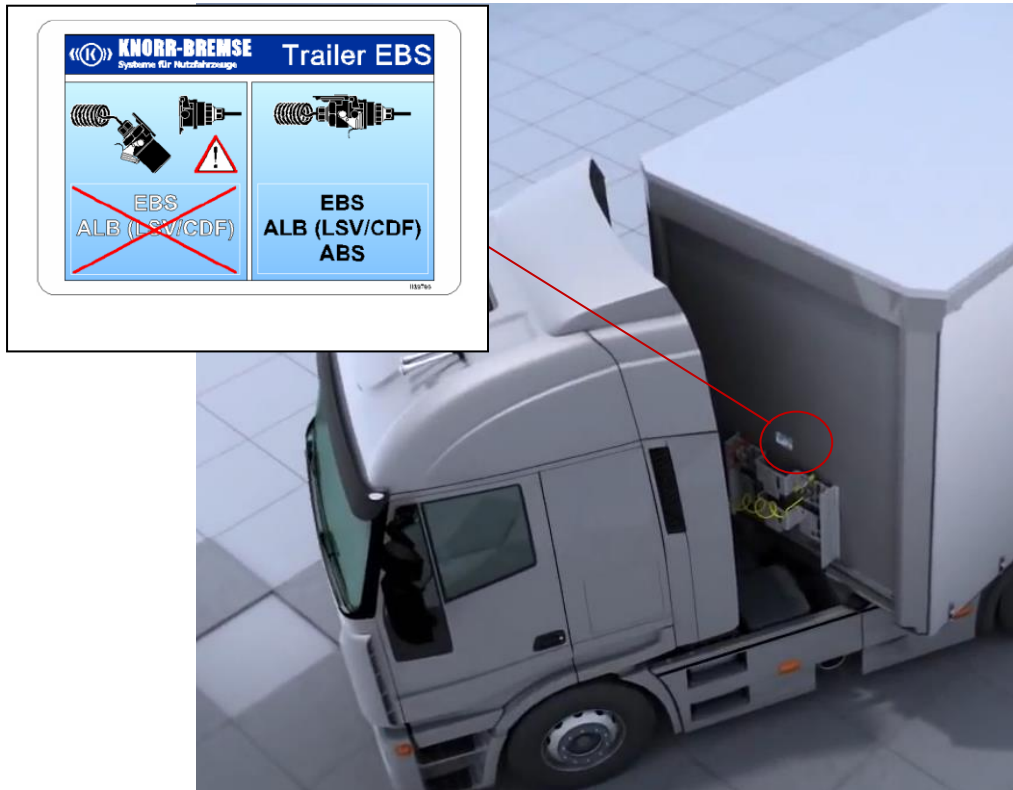 KNORR-BREMSE
Systeme für Nutzfahrzeuge
Trailer EBS
EBS
ALB (LSV/CDF)
EBS
ALB (LSV/CDF)
ABS